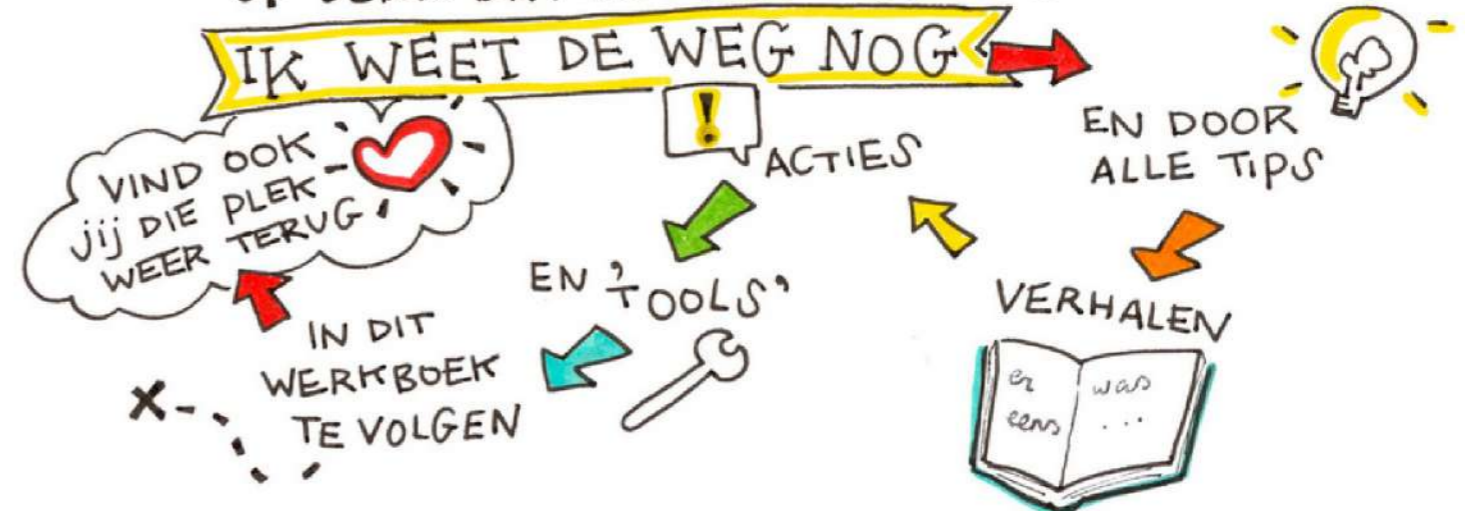 IK WEET DE WEG NOG
!
EN DOOR
ALLE TIPS
VERHALEN
er was
eens ...
ACTIES
EN 'TOOLS'
IN DIT
WERKBOEK
TE VOLGEN
VIND OOK
jij DIE PLEK
WEER TERUG